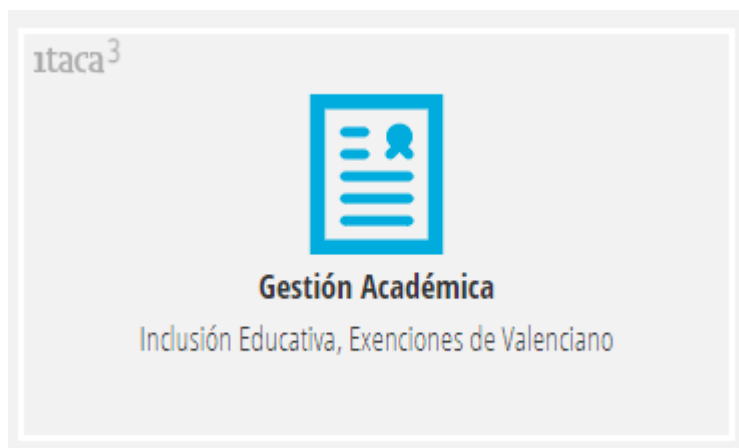 ıtaca³
Gestión Académica
Inclusión Educativa, Exenciones de Valenciano